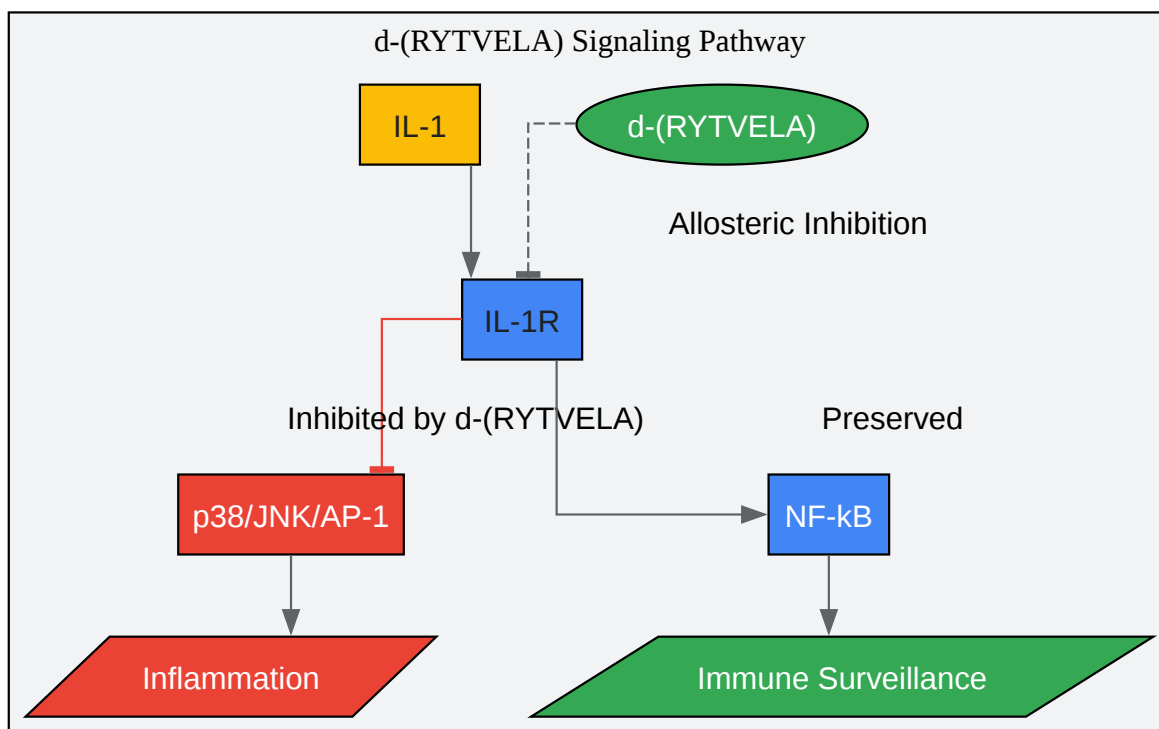 d-(RYTVELA) Signaling Pathway
IL-1
d-(RYTVELA)
Allosteric Inhibition
IL-1R
Inhibited by d-(RYTVELA)
Preserved
p38/JNK/AP-1
NF-kB
Inflammation
Immune Surveillance